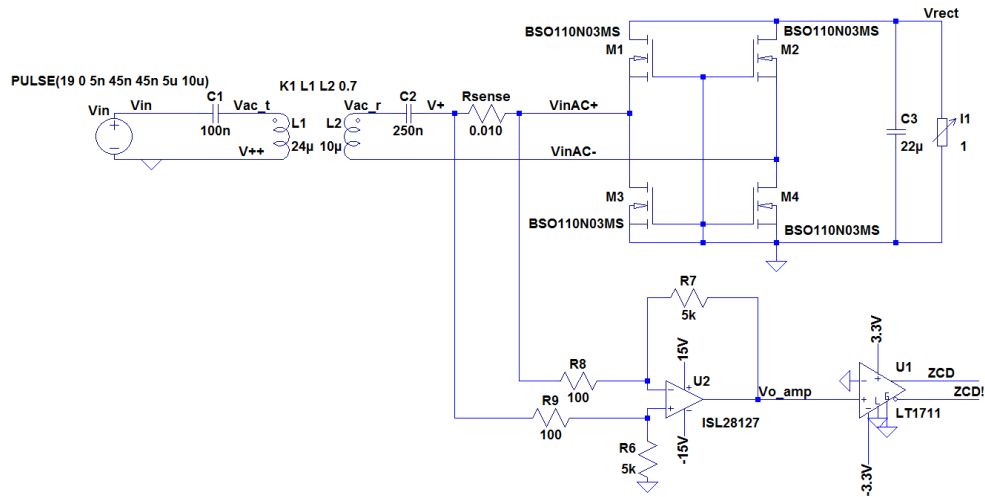 Vrect
BSO110N03MS
BSO110N03MS
M1
M2
PULSE(19 0 5n 45n 45n 5u 10u)
K1 L1 L2 0.7
Vin
Vin
C1
100n
Vac_t
L1
24µ
V++
Vac_r
L2
10µ
C2
250n
V+
Rsense
0.010
VinAC+
VinAC-
C3
22µ
I1
1
M3
M4
BSO110N03MS
BSO110N03MS
R7
5k
R8
100
R9
100
R6
5k
15V
U2
-15V
ISL28127
Vo_amp
3.3V
U1
ZCD
ZCD!
L
LT1711
-3.3V